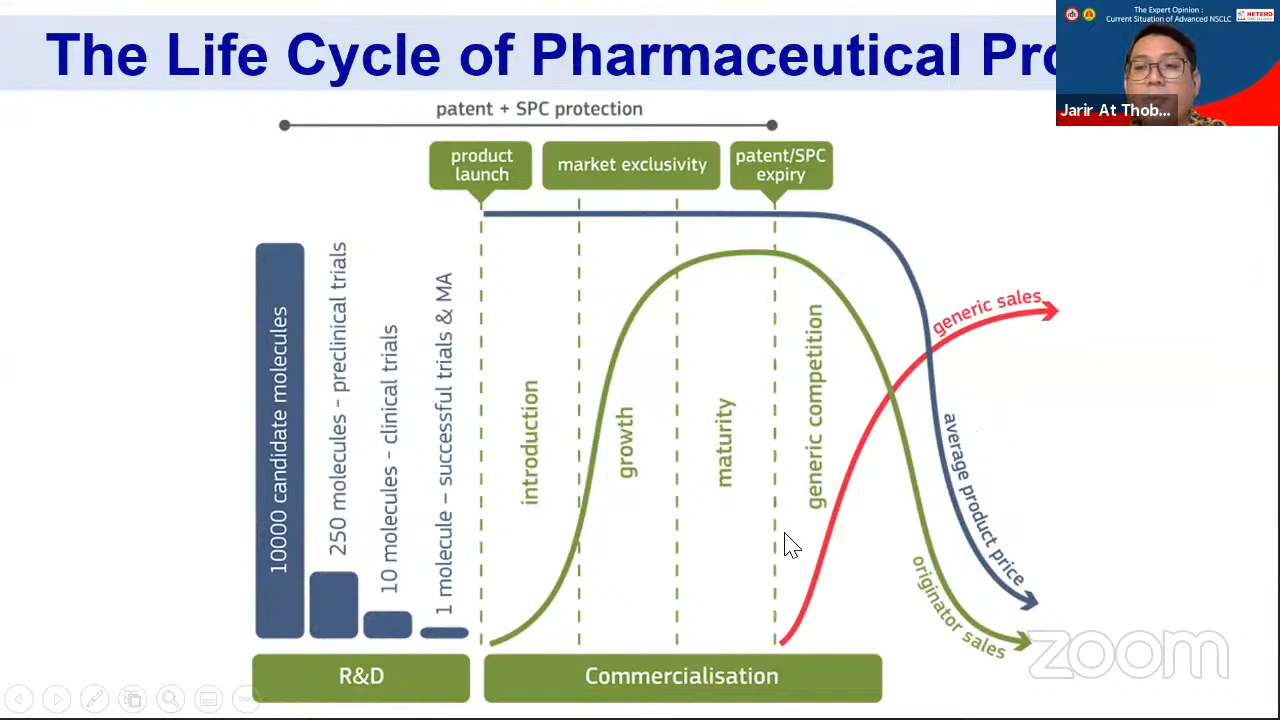 The Life Cycle of Pharmaceutical Pro
The Expert Opinion :
Current Situation of Advanced NSCLC
HETERO
Jarir At Thob...
patent + SPC protection
product
launch
market exclusivity
patent/SPC
expiry
10000 candidate molecules
250 molecules - preclinical trials
10 molecules - clinical trials
1 molecule – successful trials & MA
introduction
growth
maturity
generic competition
generic sales
average product price
originator sales
R&D
Commercialisation
zoom